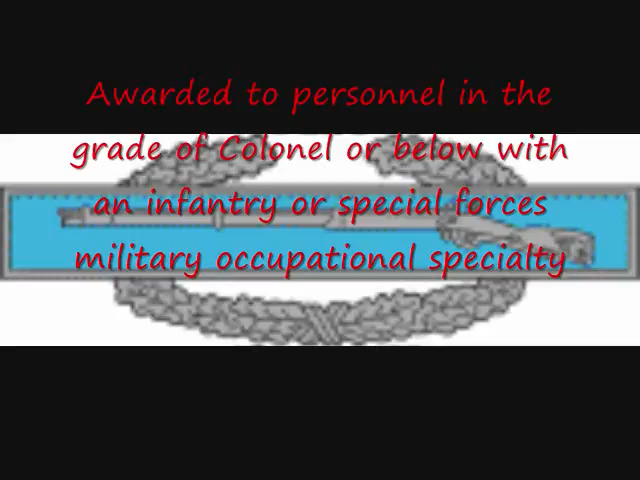 Awarded to personnel in the
grade of Colonel or below with
an infantry or special forces
military occupational specialty